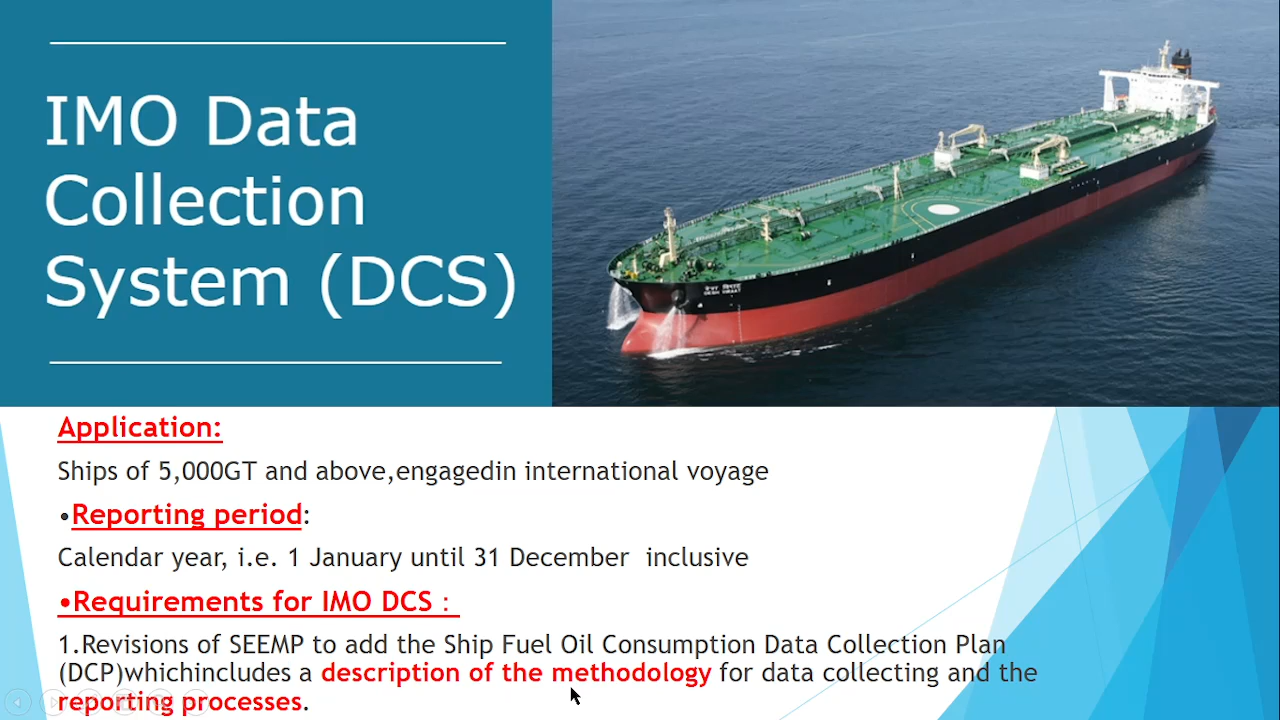 IMO Data
Collection
System (DCS)
DESH VIRAAT
Application:
Ships of 5,000GT and above,engagedin international voyage
•Reporting period:
Calendar year, i.e. 1 January until 31 December inclusive
•Requirements for IMO DCS :
1.Revisions of SEEMP to add the Ship Fuel Oil Consumption Data Collection Plan
(DCP)whichincludes a description of the methodology for data collecting and the
reporting processes.